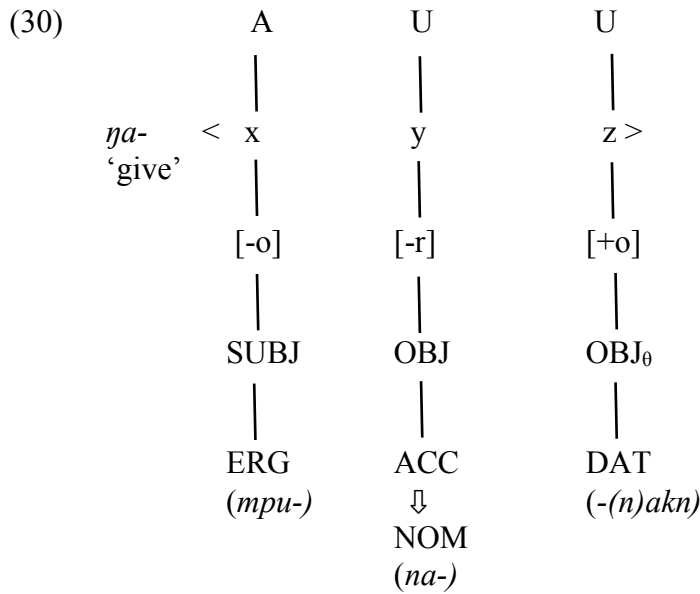 (30) A U U
ŋa- < x y z >
‘give’
[-o] [-r] [+o]
SUBJ OBJ OBJθ
ERG ACC DAT
(mpu-) ⇩ (-(n)akn)
NOM
(na-)